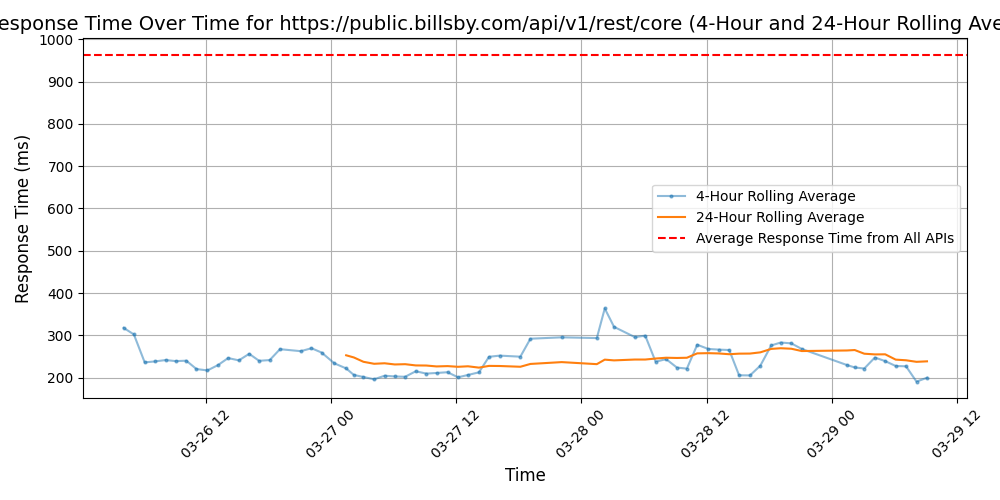 esponse Time Over Time for https://public.billsby.com/api/v1/rest/core (4-Hour and 24-Hour Rolling Ave
1000
900
800
700
600
500
400
300
200
Response Time (ms)
4-Hour Rolling Average
24-Hour Rolling Average
Average Response Time from All APIs
03-26 12
03-27 00
03-27 12
03-28 00
03-28 12
03-29 00
03-29 12
Time